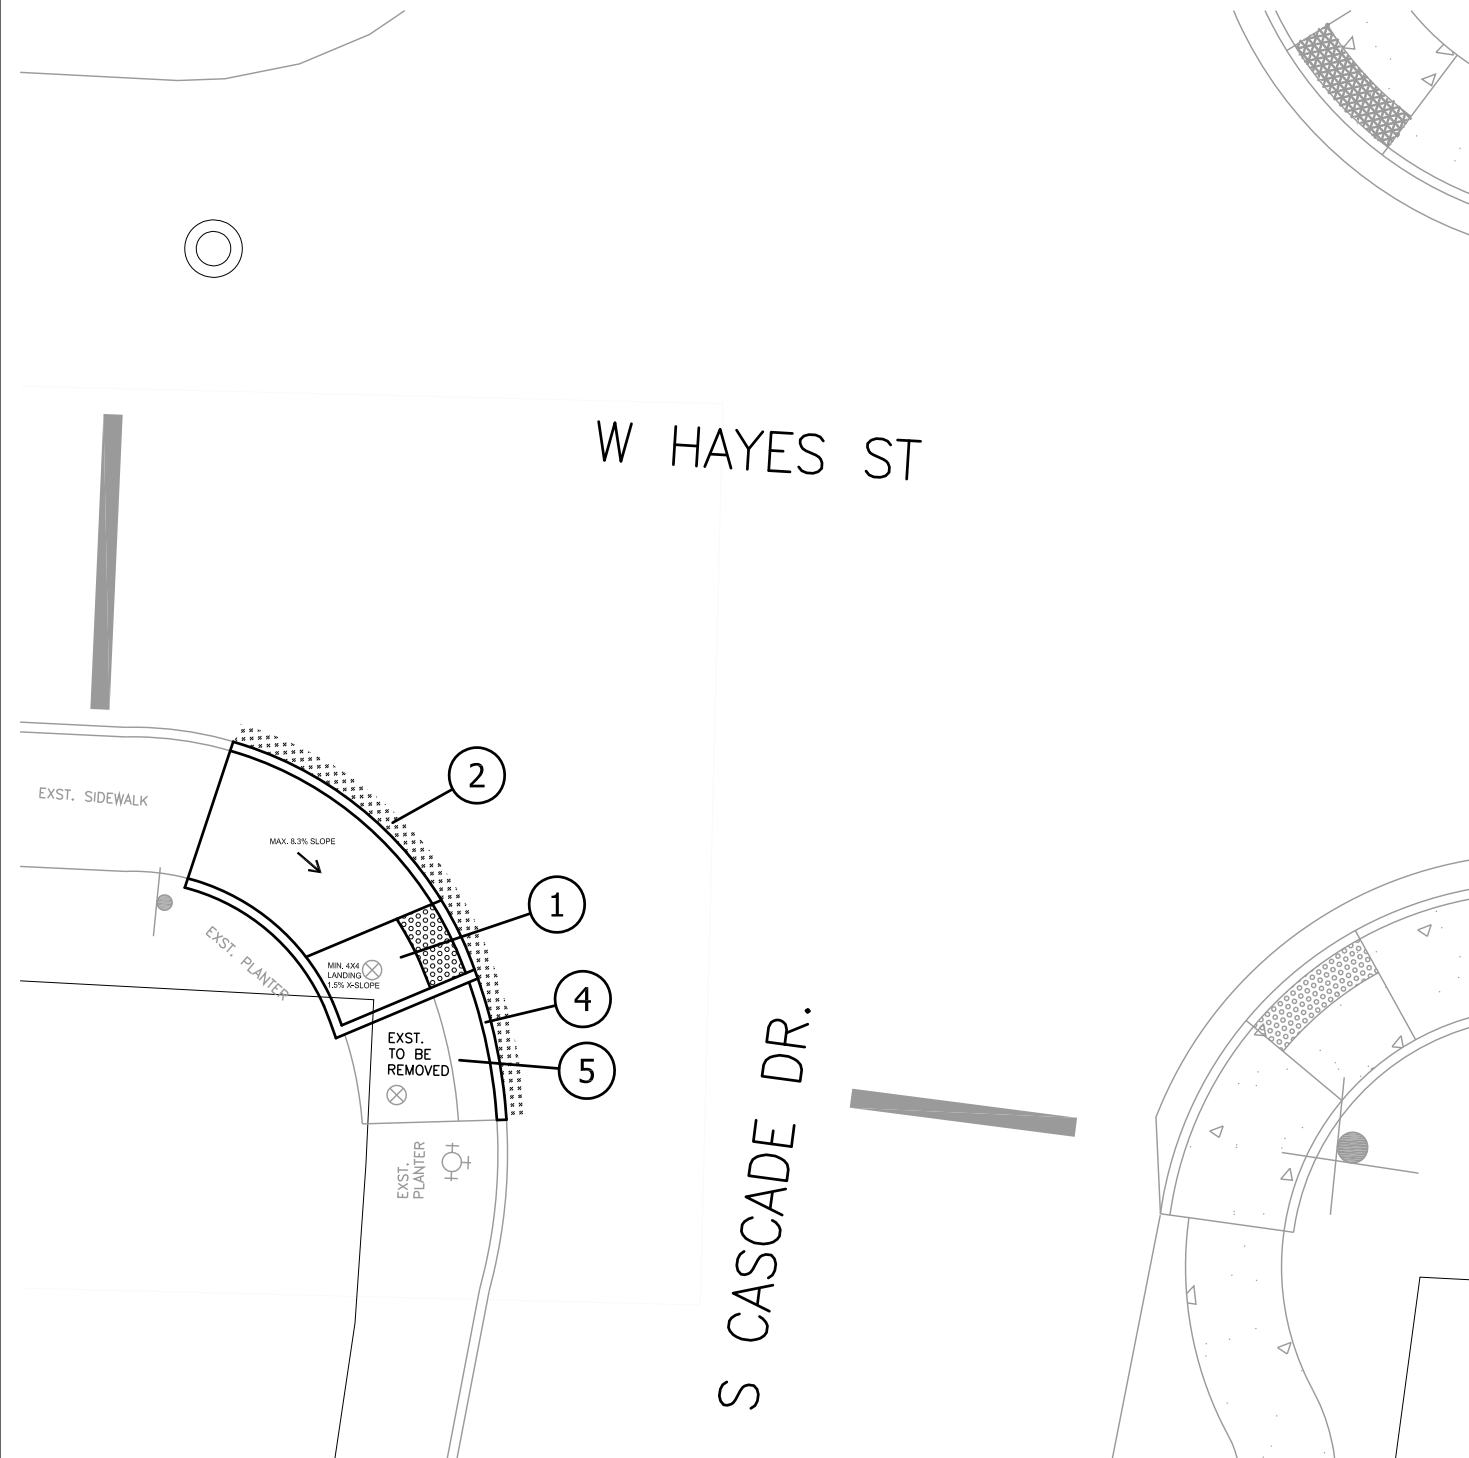 W HAYES ST
2
EXST. SIDEWALK
MAX. 8.3% SLOPE
1
EXST. PLANTER
MIN. 4X4
LANDING
1.5% X-SLOPE
4
EXST.
TO BE
REMOVED
5
EXST.
PLANTER
S CASCADE DR.